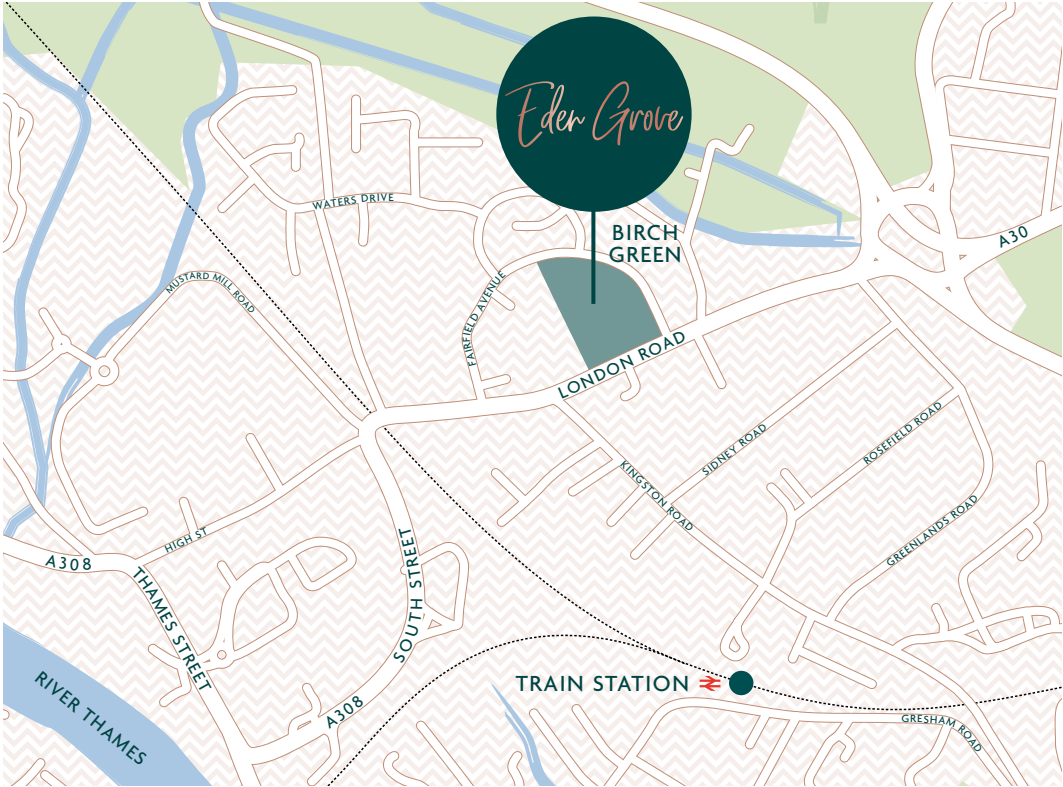 Eden Grove
BIRCH
GREEN
WATERS DRIVE
A30
MUSTARD MILL ROAD
FAIRFIELD AVENUE
LONDON ROAD
SIDNEY ROAD
ROSEFIELD ROAD
KINGSTON ROAD
GREENLANDS ROAD
HIGH ST
A308
THAMES STREET
SOUTH STREET
RIVER THAMES
A308
TRAIN STATION
GRESHAM ROAD